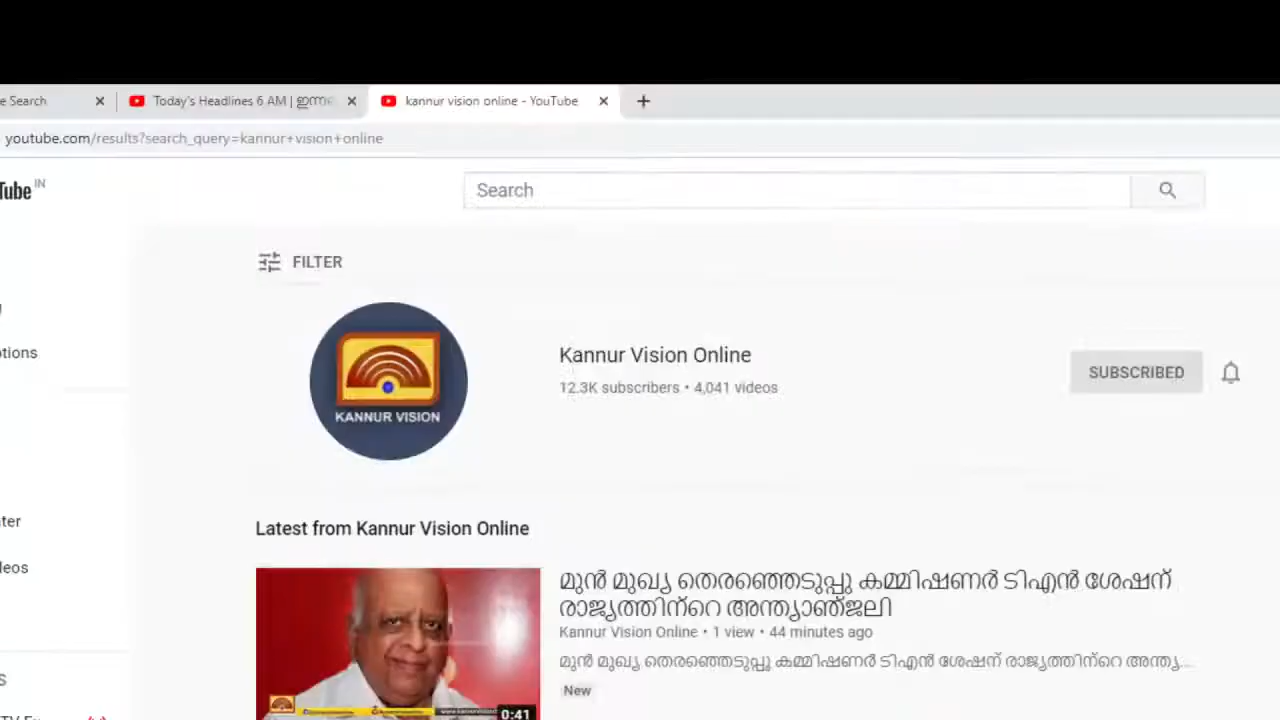 e Search
Today's Headlines 6 AM |
kannur vision online - YouTube
youtube.com/results?search_query=kannur+vision+online
Tube IN
Search
FILTER
KANNUR VISION
Kannur Vision Online
12.3K subscribers • 4,041 videos
SUBSCRIBED
Latest from Kannur Vision Online
മുൻ മുഖ്യ തെരഞ്ഞെടുപ്പു കമ്മിഷണർ ടിഎൻ ശേഷന്
രാജ്യത്തിന്റെ അന്ത്യാഞ്ജലി
Kannur Vision Online • 1 view • 44 minutes ago
മുൻ മുഖ്യ തെരഞ്ഞെടുപ്പു കമ്മിഷണർ ടിഎൻ ശേഷന് രാജ്യത്തിന്റെ അന്ത്യ...
New
0:41